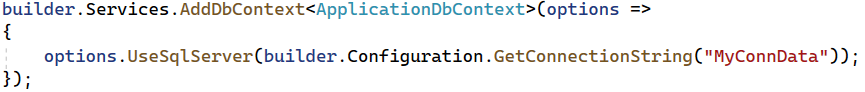 builder.Services.AddDbContext<ApplicationDbContext>(options =>
{
    options.UseSqlServer(builder.Configuration.GetConnectionString("MyConnData"));
});